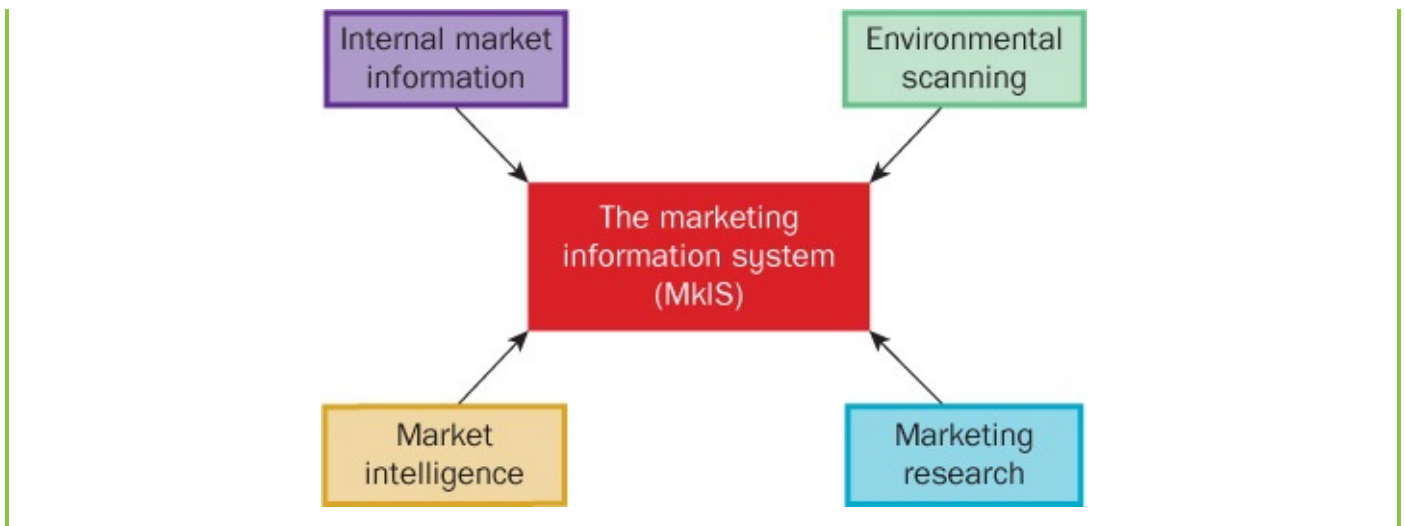 Internal market
information
Environmental
scanning
The marketing
information system
(MkIS)
Market
intelligence
Marketing
research